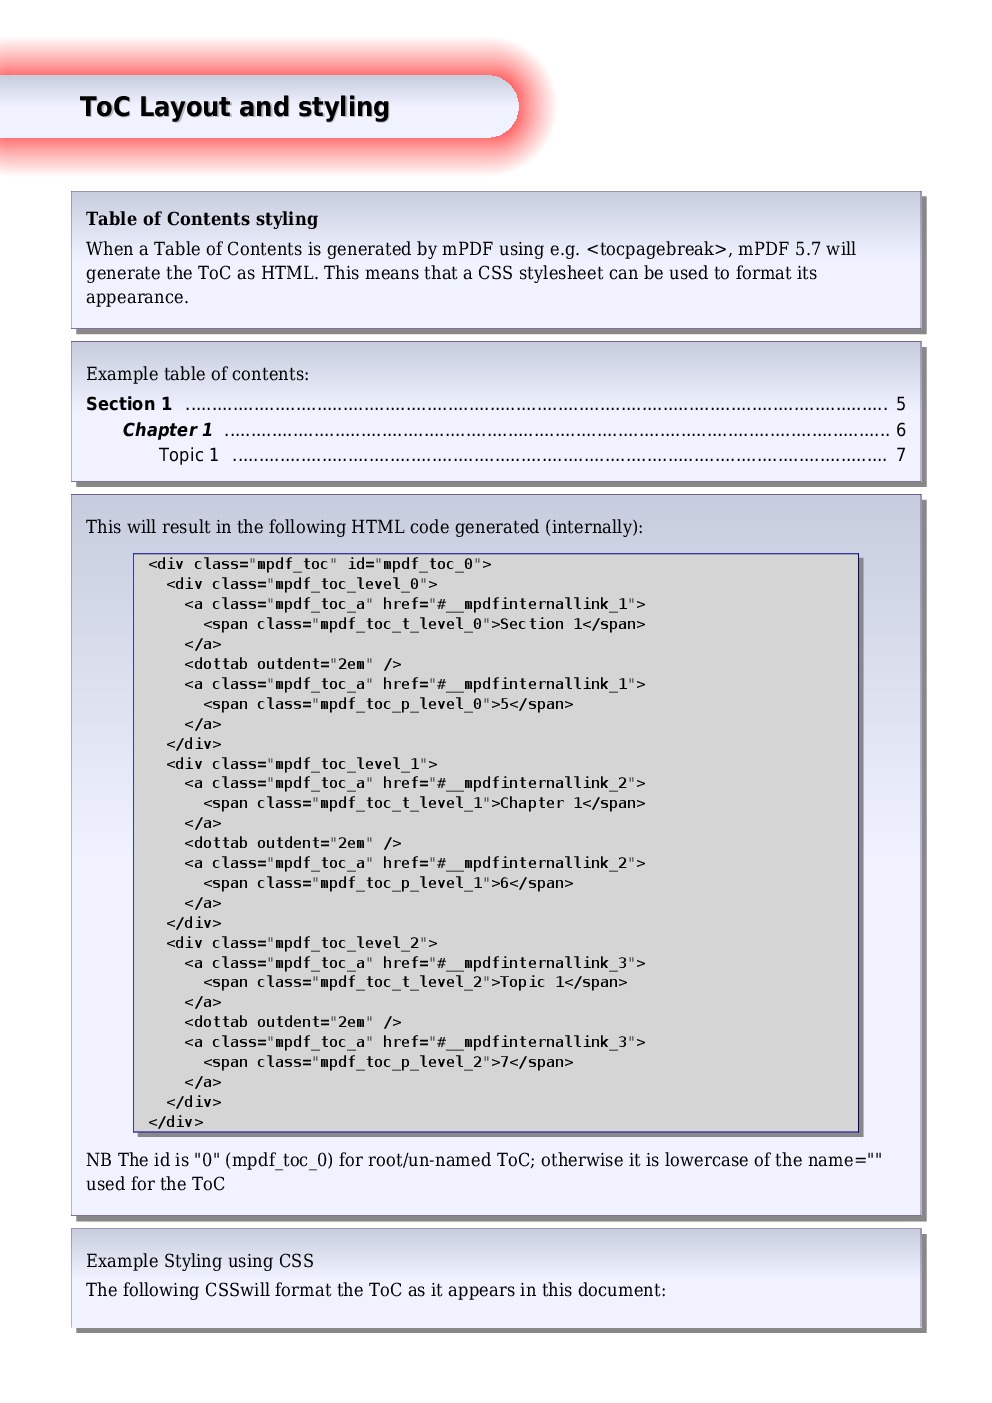 ToC Layout and styling
Table of Contents styling
When a Table of Contents is generated by mPDF using e.g. <tocpagebreak>, mPDF 5.7 will
generate the ToC as HTML. This means that a CSS stylesheet can be used to format its
appearance.
Example table of contents:
Section 1 ........................................................................................................................ 5
Chapter 1 ................................................................................................................. 6
Topic 1 ............................................................................................................... 7
This will result in the following HTML code generated (internally):
<div class="mpdf_toc" id="mpdf_toc_0">
  <div class="mpdf_toc_level_0">
    <a class="mpdf_toc_a" href="#__mpdfinternallink_1">
      <span class="mpdf_toc_t_level_0">Section 1</span>
    </a>
    <dottab outdent="2em" />
    <a class="mpdf_toc_a" href="#__mpdfinternallink_1">
      <span class="mpdf_toc_p_level_0">5</span>
    </a>
  </div>
  <div class="mpdf_toc_level_1">
    <a class="mpdf_toc_a" href="#__mpdfinternallink_2">
      <span class="mpdf_toc_t_level_1">Chapter 1</span>
    </a>
    <dottab outdent="2em" />
    <a class="mpdf_toc_a" href="#__mpdfinternallink_2">
      <span class="mpdf_toc_p_level_1">6</span>
    </a>
  </div>
  <div class="mpdf_toc_level_2">
    <a class="mpdf_toc_a" href="#__mpdfinternallink_3">
      <span class="mpdf_toc_t_level_2">Topic 1</span>
    </a>
    <dottab outdent="2em" />
    <a class="mpdf_toc_a" href="#__mpdfinternallink_3">
      <span class="mpdf_toc_p_level_2">7</span>
    </a>
  </div>
</div>
NB The id is "0" (mpdf_toc_0) for root/un-named ToC; otherwise it is lowercase of the name=""
used for the ToC
Example Styling using CSS
The following CSSwill format the ToC as it appears in this document: